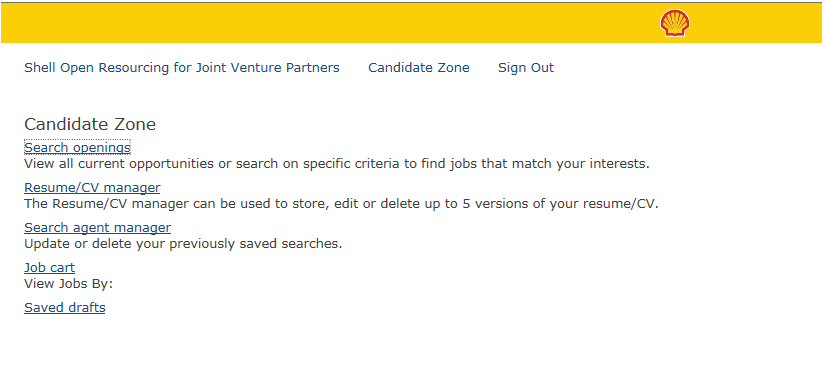 Shell Open Resourcing for Joint Venture Partners Candidate Zone Sign Out
Candidate Zone
Search openings
View all current opportunities or search on specific criteria to find jobs that match your interests.
Resume/CV manager
The Resume/CV manager can be used to store, edit or delete up to 5 versions of your resume/CV.
Search agent manager
Update or delete your previously saved searches.
Job cart
View Jobs By:
Saved drafts